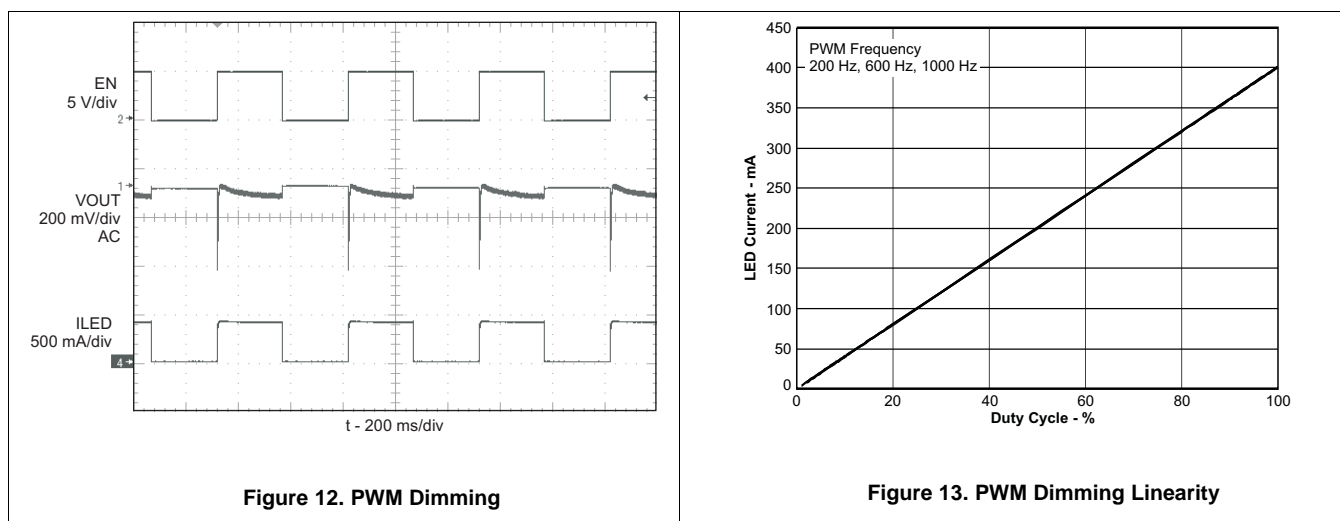 EN
5 V/div
2
1
VOUT
200 mV/div
AC
ILED
500 mA/div
4
t - 200 ms/div
Figure 12. PWM Dimming
450
400
350
300
250
200
150
100
50
0
LED Current - mA
PWM Frequency
200 Hz, 600 Hz, 1000 Hz
0 20 40 60 80 100
Duty Cycle - %
Figure 13. PWM Dimming Linearity